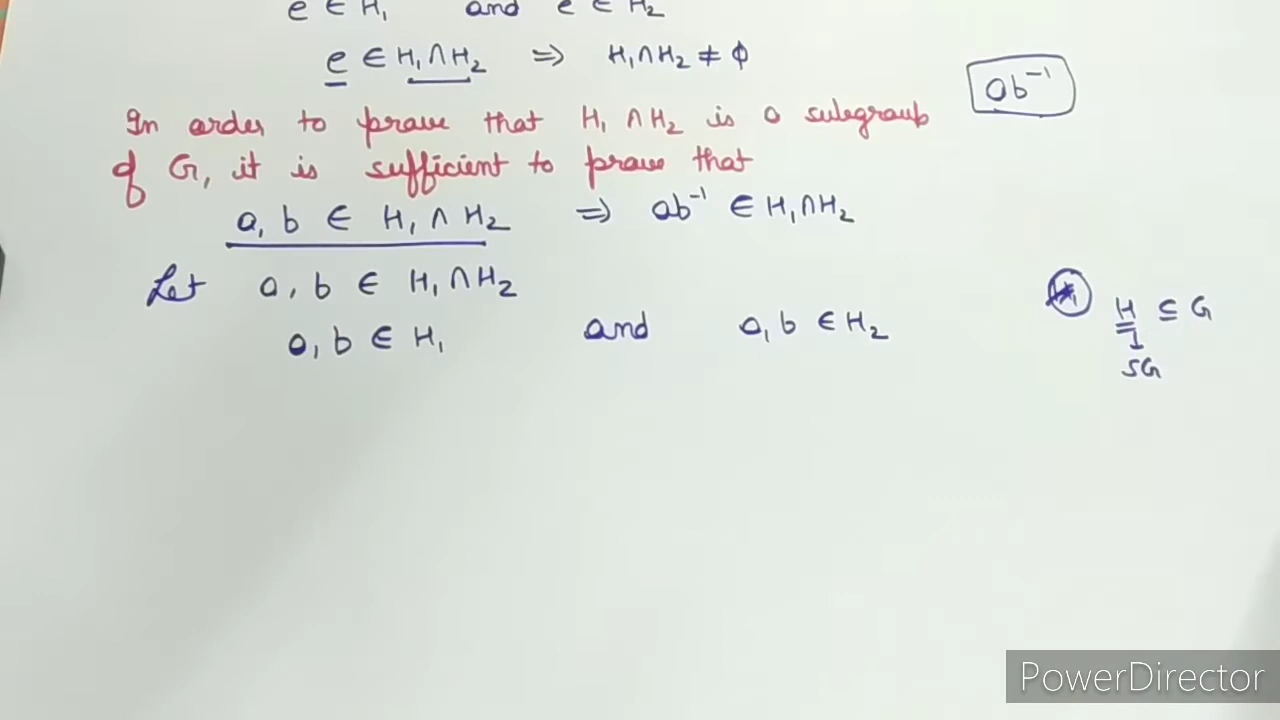 e ∈ H₁ and e ∈ H₂
e ∈ H₁∩H₂ ⇒ H₁∩H₂ ≠ ϕ
ab⁻¹
In order to prove that H₁ ∩H₂ is a subgroup
of G, it is sufficient to prove that
a, b ∈ H₁ ∩ H₂ ⇒ ab⁻¹ ∈ H₁∩H₂
Let a, b ∈ H₁∩H₂
a, b ∈ H₁ and a, b ∈ H₂
H ⊆ G
SG
PowerDirector